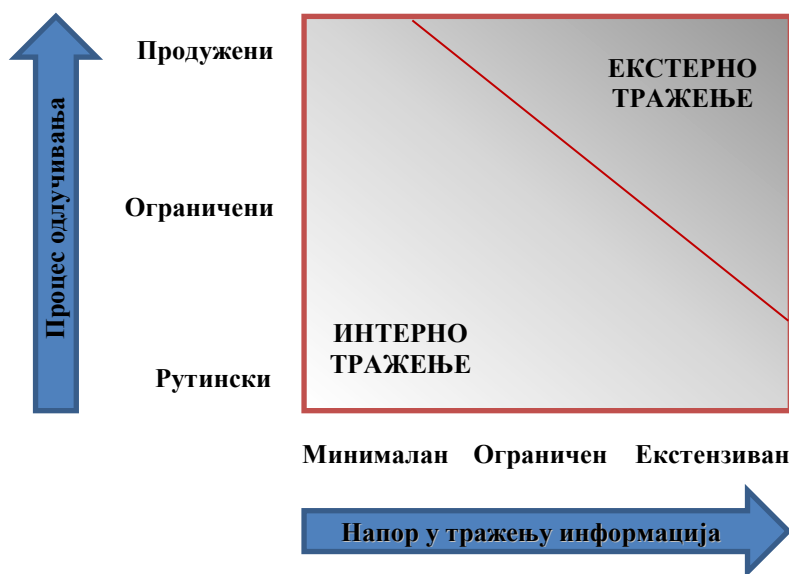 Процес одлучивања
Продужени
Ограничени
Рутински
ЕКСТЕРНО
ТРАЖЕЊЕ
ИНТЕРНО
ТРАЖЕЊЕ
Минималан Ограничен Екстензиван
Напор у тражењу информација